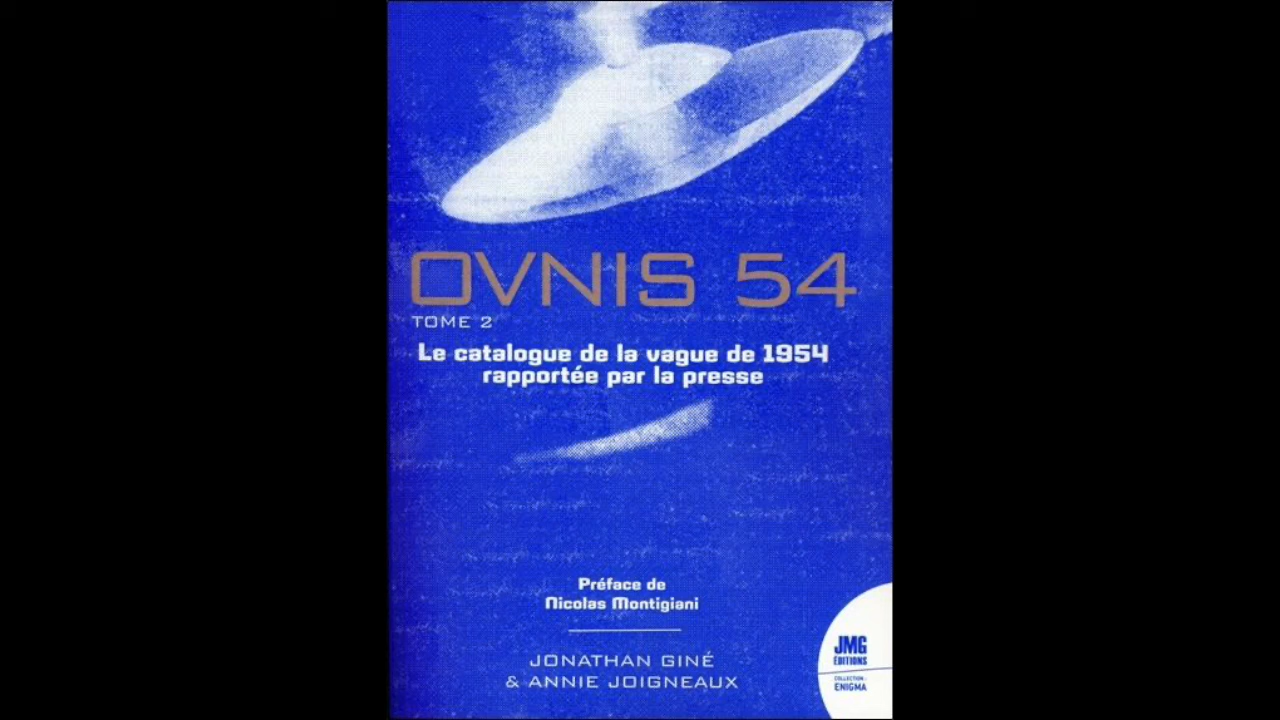 OVNIS 54
TOME 2
Le catalogue de la vague de 1954
rapportée par la presse
Préface de
Nicolas Montigiani
JONATHAN GINÉ
& ANNIE JOIGNEAUX
JMG
ÉDITIONS
COLLECTION :
ENIGMA